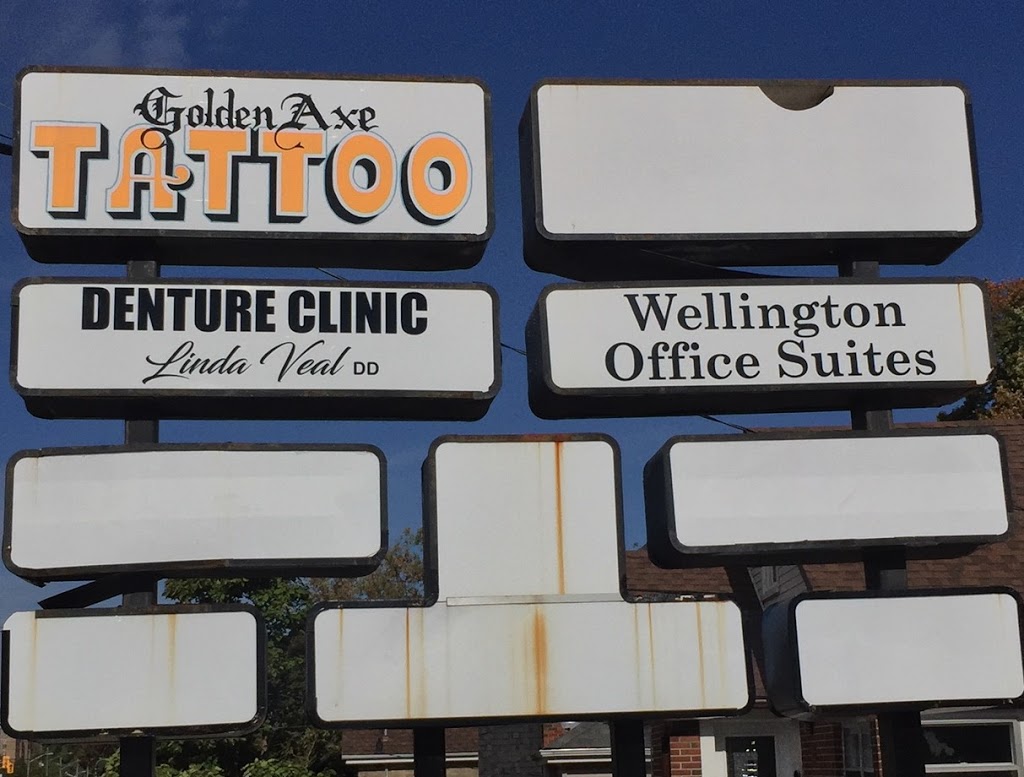 Golden Axe
TATTOO
DENTURE CLINIC
Linda Veal DD
Wellington
Office Suites